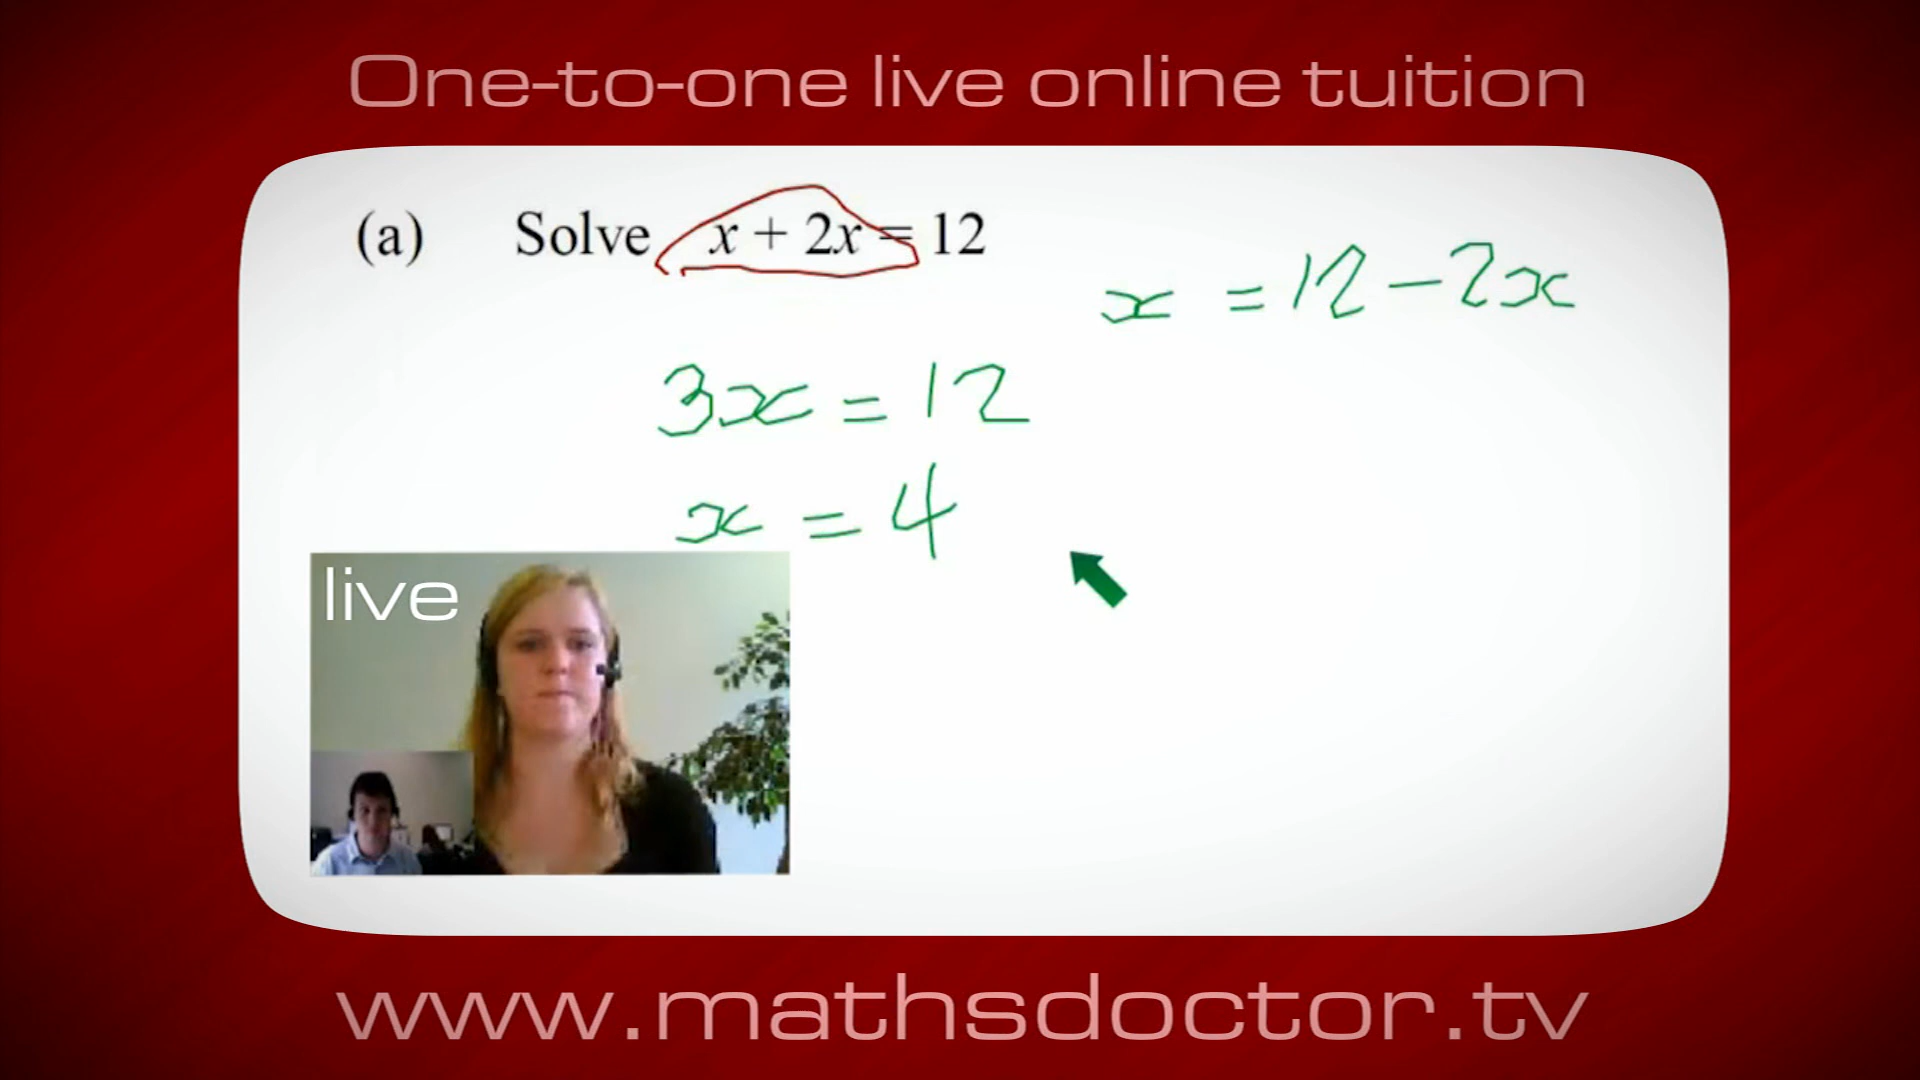 One-to-one live online tuition
(a) Solve x + 2x = 12
x = 12 - 2x
3x = 12
x = 4
live
www.mathsdoctor.tv